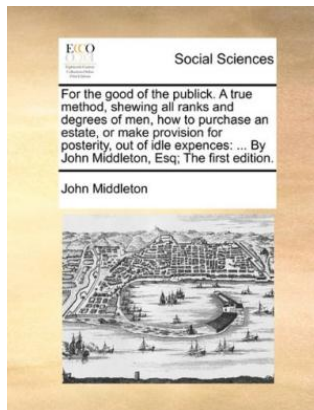 ECCO
Social Sciences
For the good of the publick. A true
method, shewing all ranks and
degrees of men, how to purchase an
estate, or make provision for
posterity, out of idle expences: ... By
John Middleton, Esq; The first edition.
John Middleton